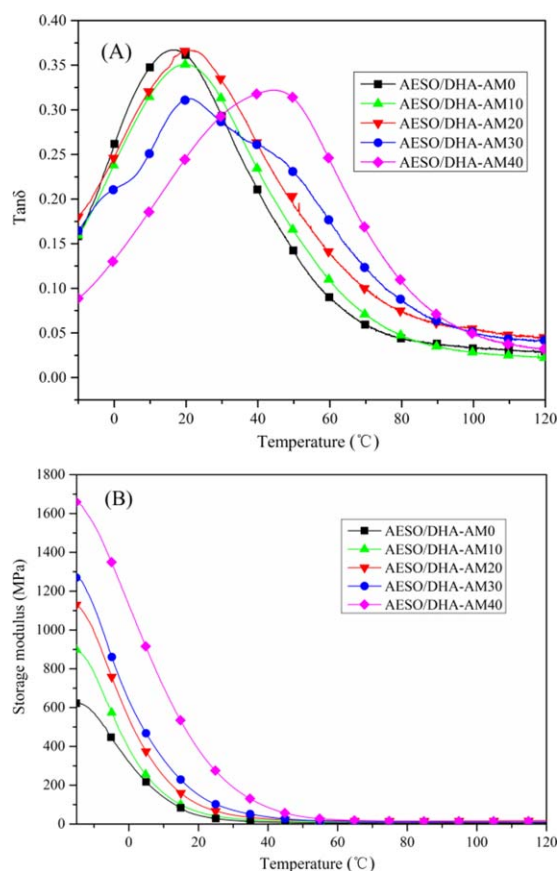 (A)
0.40
0.35
0.30
0.25
0.20
0.15
0.10
0.05
0.00
Tanδ
AESO/DHA-AM0
AESO/DHA-AM10
AESO/DHA-AM20
AESO/DHA-AM30
AESO/DHA-AM40
0 20 40 60 80 100 120
Temperature (℃)
(B)
1800
1600
1400
1200
1000
800
600
400
200
0
Storage modulus (MPa)
AESO/DHA-AM0
AESO/DHA-AM10
AESO/DHA-AM20
AESO/DHA-AM30
AESO/DHA-AM40
0 20 40 60 80 100 120
Temperature (℃)